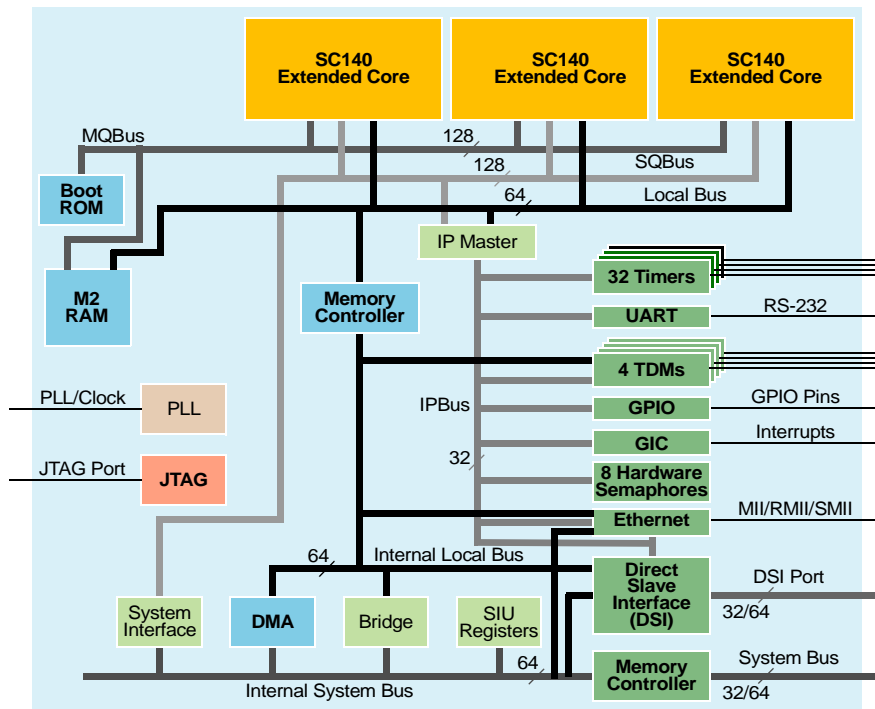 SC140
Extended Core
SC140
Extended Core
SC140
Extended Core
MQBus
128
128
SQBus
64
Local Bus
Boot
ROM
IP Master
M2
RAM
Memory
Controller
32 Timers
UART
RS-232
4 TDMs
PLL/Clock
PLL
IPBus
GPIO
GPIO Pins
GIC
Interrupts
32
JTAG Port
JTAG
8 Hardware
Semaphores
Ethernet
MII/RMII/SMII
64
Internal Local Bus
Direct
Slave
Interface
(DSI)
DSI Port
32/64
System
Interface
DMA
Bridge
SIU
Registers
64
Internal System Bus
Memory
Controller
System Bus
32/64